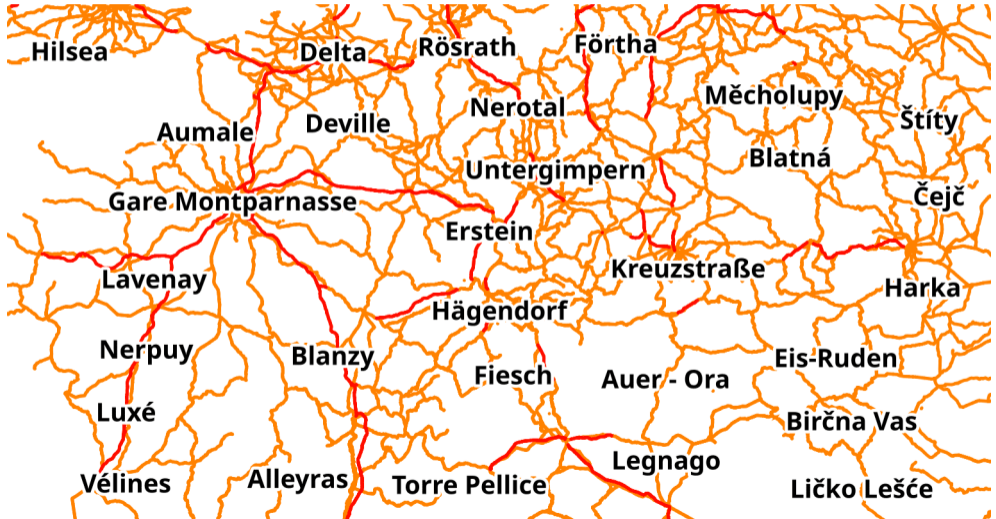 Hilsea
Delta
Rösrath
Förtha
Měcholupy
Nerotal
Štíty
Deville
Aumale
Blatná
Untergimpern
Čejč
Gare Montparnasse
Erstein
Kreuzstraße
Lavenay
Harka
Hägendorf
Nerpuy
Blanzy
Eis-Ruden
Fiesch
Auer - Ora
Luxé
Birčna Vas
Legnago
Alleyras
Vélines
Torre Pellice
Ličko Lešće